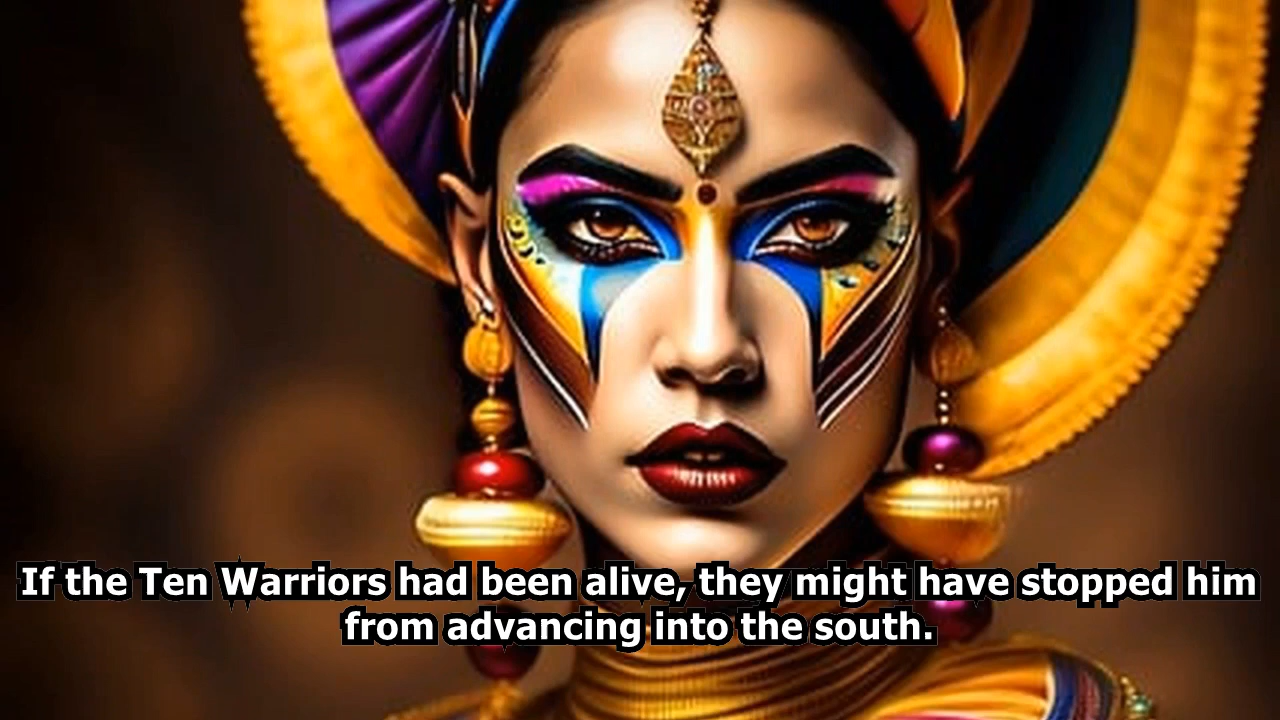 If the Ten Warriors had been alive, they might have stopped him
from advancing into the south.